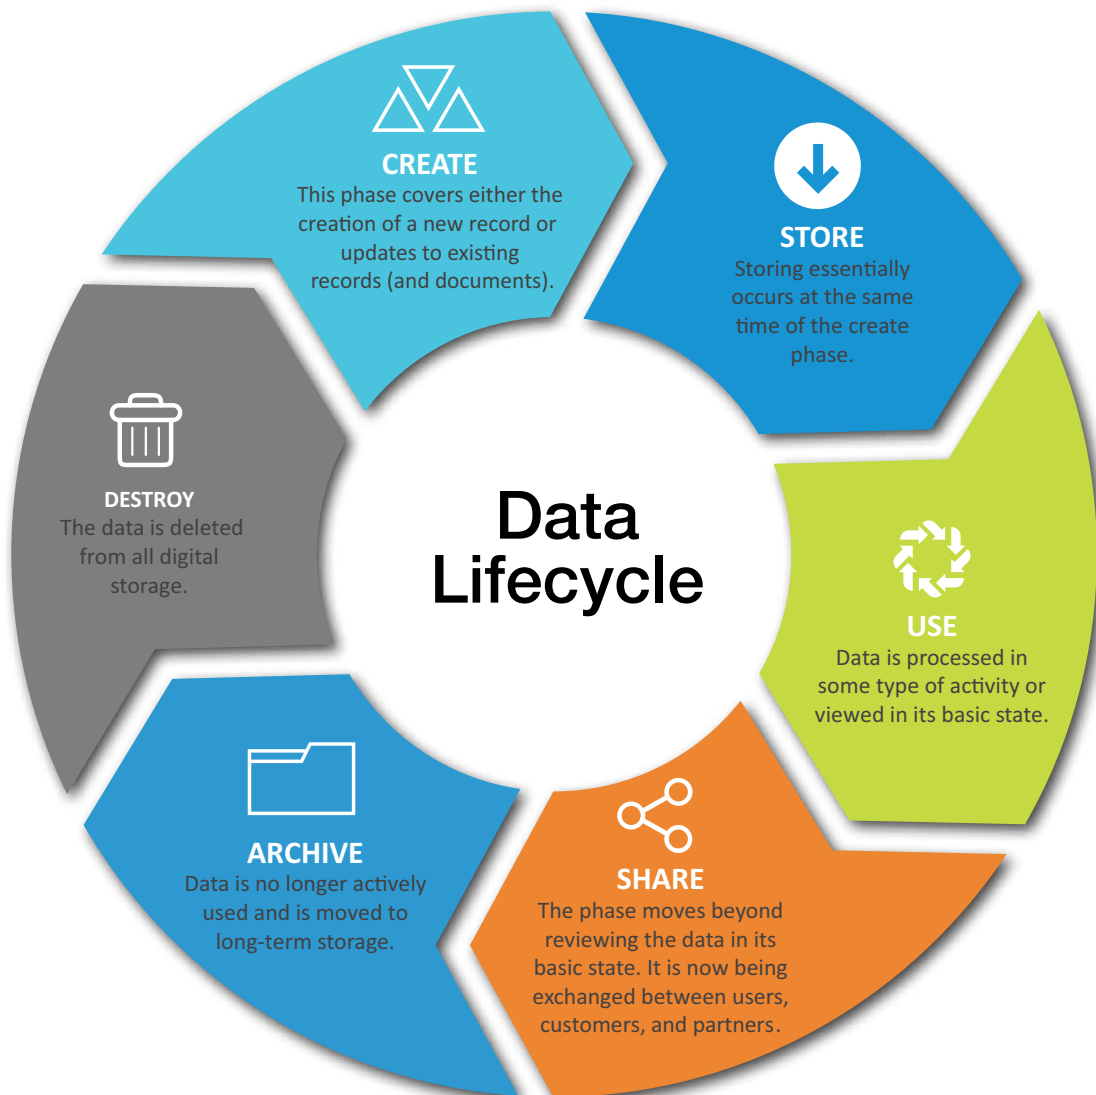 CREATE
This phase covers either the
creation of a new record or
updates to existing
records (and documents).
STORE
Storing essentially
occurs at the same
time of the create
phase.
USE
Data is processed in
some type of activity or
viewed in its basic state.
SHARE
The phase moves beyond
reviewing the data in its
basic state. It is now being
exchanged between users,
customers, and partners.
ARCHIVE
Data is no longer actively
used and is moved to
long-term storage.
DESTROY
The data is deleted
from all digital
storage.
Data
Lifecycle